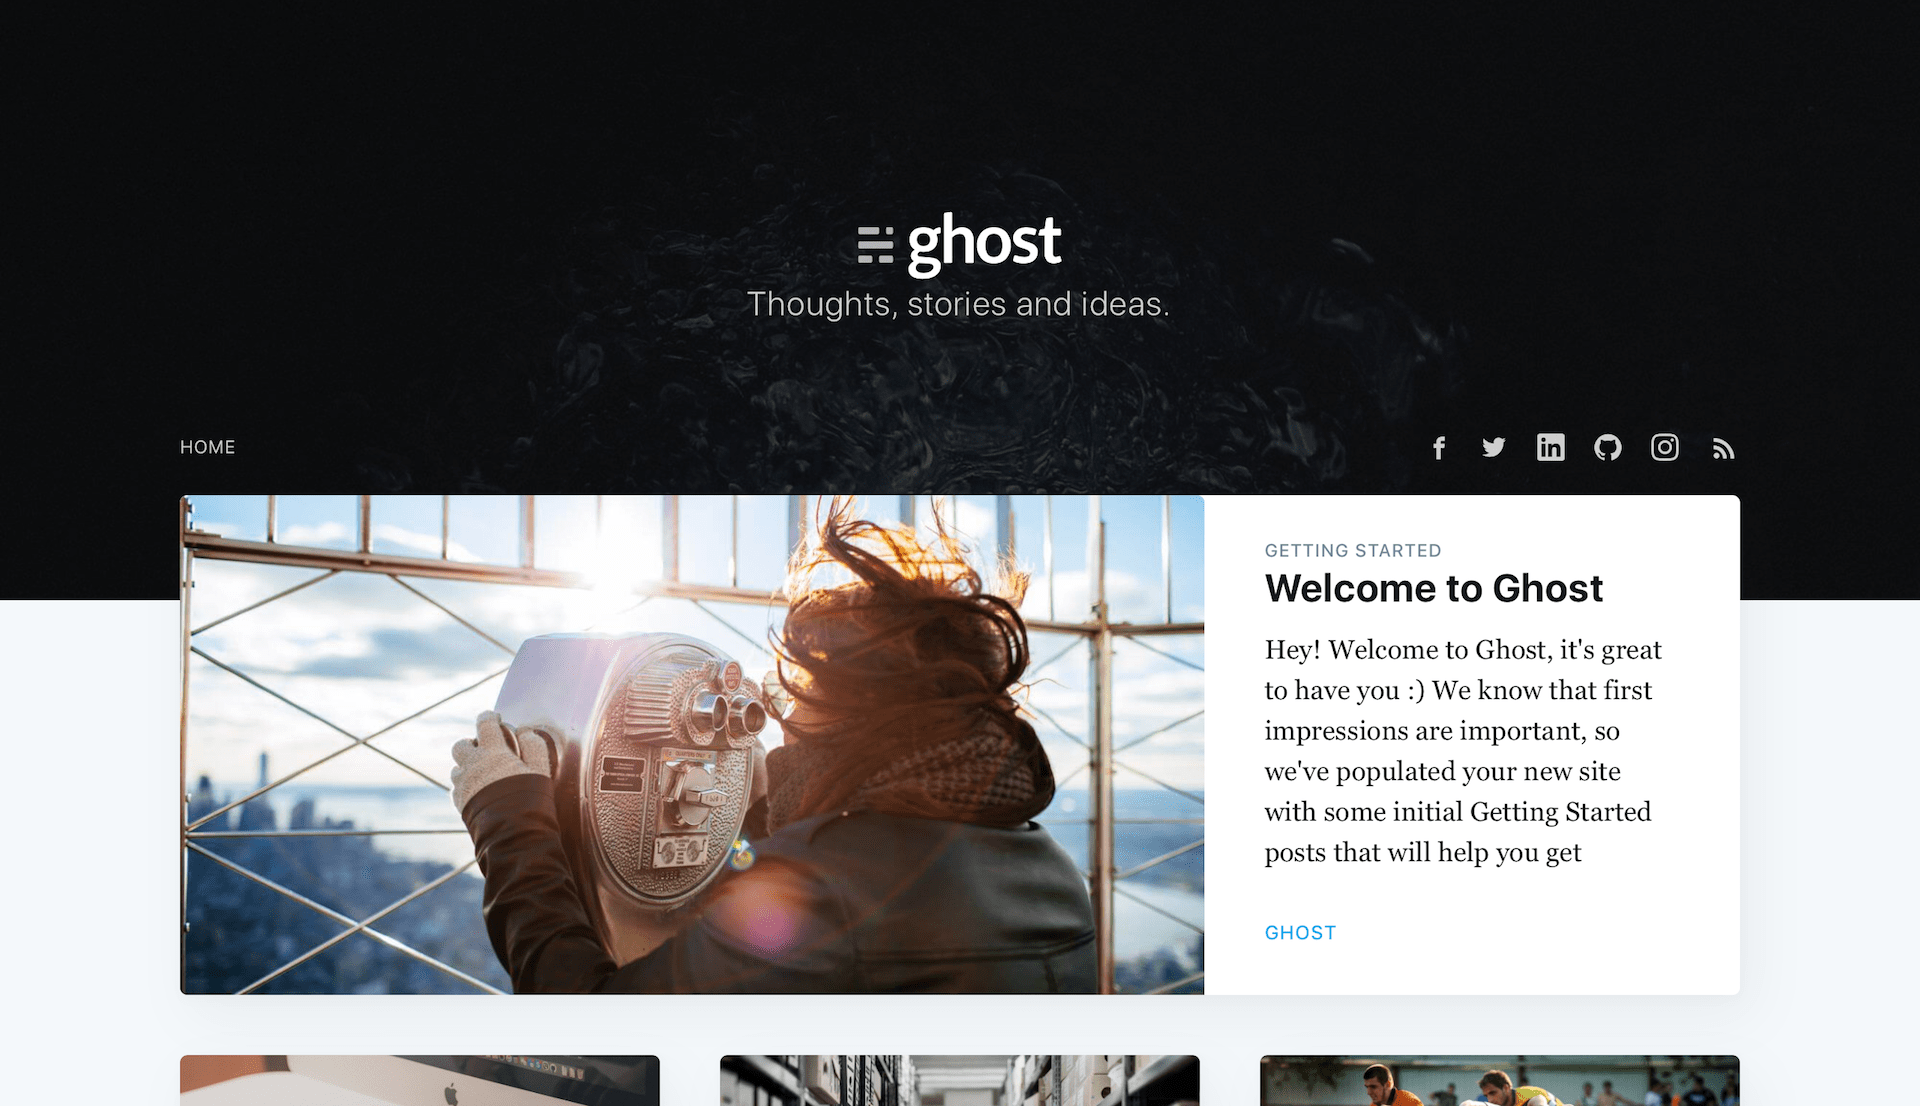 ghost
Thoughts, stories and ideas.
HOME
GETTING STARTED
Welcome to Ghost
Hey! Welcome to Ghost, it's great
to have you :) We know that first
impressions are important, so
we've populated your new site
with some initial Getting Started
posts that will help you get
GHOST